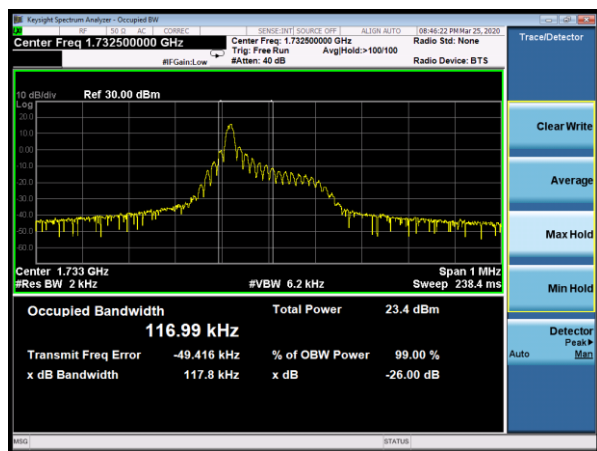 Keysight Spectrum Analyzer - Occupied BW
RF 50 Ω AC CORREC SENSE:INT SOURCE OFF ALIGN AUTO 08:46:22 PM Mar 25, 2020
Center Freq 1.732500000 GHz
Center Freq: 1.732500000 GHz
Radio Std: None
Trig: Free Run Avg|Hold:>100/100
#IFGain:Low #Atten: 40 dB Radio Device: BTS
Trace/Detector
10 dB/div Ref 30.00 dBm
Log
20.0
10.0
0.00
-10.0
-20.0
-30.0
-40.0
-50.0
-60.0
Center 1.733 GHz Span 1 MHz
#Res BW 2 kHz #VBW 6.2 kHz Sweep 238.4 ms
Occupied Bandwidth Total Power 23.4 dBm
116.99 kHz
Transmit Freq Error -49.416 kHz % of OBW Power 99.00 %
x dB Bandwidth 117.8 kHz x dB -26.00 dB
Clear Write
Average
Max Hold
Min Hold
Detector
Peak▶
Auto Man
MSG STATUS